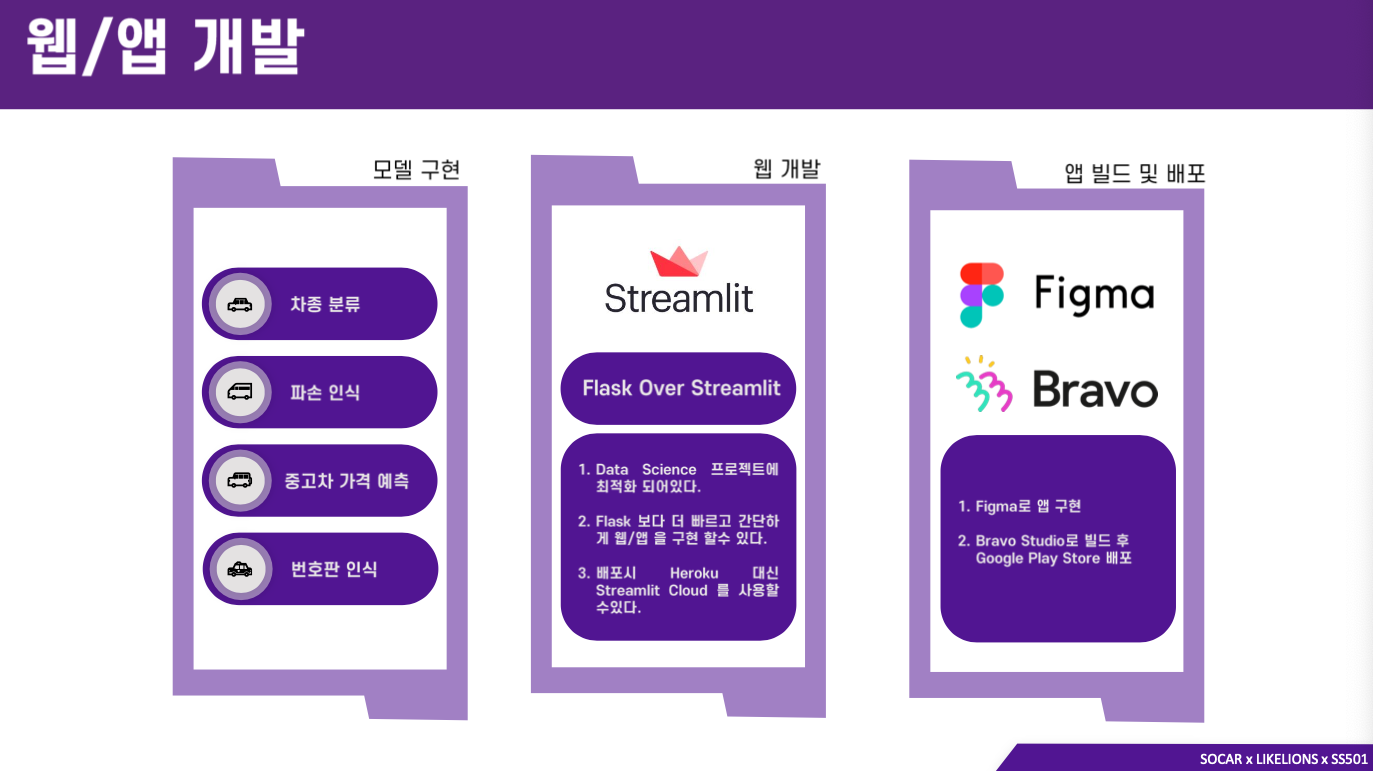 웹/앱 개발
모델 구현
차종 분류
파손 인식
중고차 가격 예측
번호판 인식
웹 개발
Streamlit
Flask Over Streamlit
1. Data Science 프로젝트에
최적화 되어있다.
2. Flask 보다 더 빠르고 간단하
게 웹/앱 을 구현 할수 있다.
3. 배포시 Heroku 대신
Streamlit Cloud 를 사용할
수있다.
앱 빌드 및 배포
Figma
Bravo
1. Figma로 앱 구현
2. Bravo Studio로 빌드 후
Google Play Store 배포
SOCAR x LIKELIONS x SS501